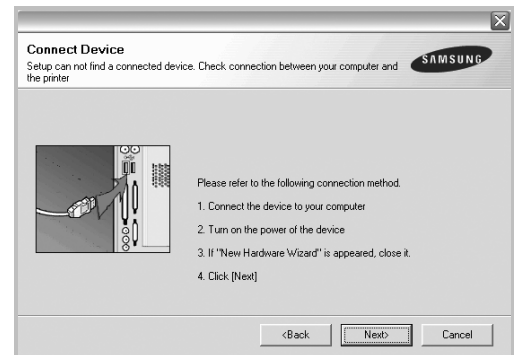 Connect Device
Setup can not find a connected device. Check connection between your computer and
the printer
SAMSUNG
Please refer to the following connection method.
1. Connect the device to your computer
2. Turn on the power of the device
3. If "New Hardware Wizard" is appeared, close it.
4. Click [Next]
<Back
Next>
Cancel